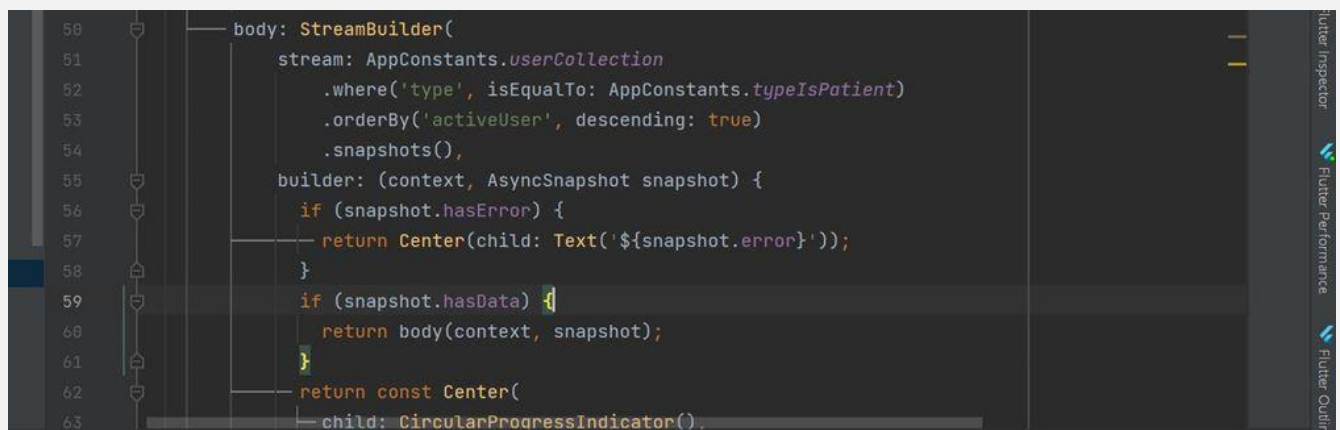 50 body: StreamBuilder(
51 stream: AppConstants.userCollection
52 .where('type', isEqualTo: AppConstants.typeIsPatient)
53 .orderBy('activeUser', descending: true)
54 .snapshots(),
55 builder: (context, AsyncSnapshot snapshot) {
56 if (snapshot.hasError) {
57 return Center(child: Text('${snapshot.error}'));
58 }
59 if (snapshot.hasData) {
60 return body(context, snapshot);
61 }
62 return const Center(
63 child: CircularProgressIndicator(),
Flutter Inspector
Flutter Performance
Flutter Outli